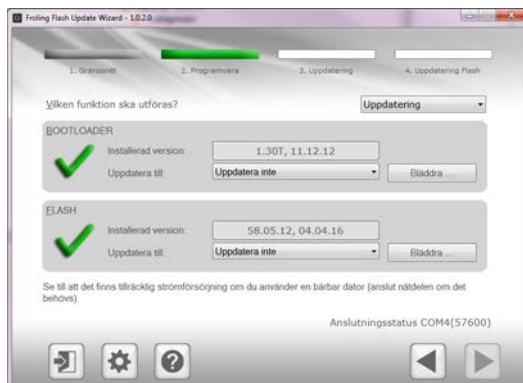 Froling Flash Update Wizard - 1.0.2.0
1. Gränssnitt
2. Programvara
3. Uppdatering
4. Uppdatering Flash
Vilken funktion ska utföras?
Uppdatering
BOOTLOADER
Installerad version:
1.30T, 11.12.12
Uppdatera till:
Uppdatera inte
Bläddra ...
FLASH
Installerad version:
58.05.12, 04.04.16
Uppdatera till:
Uppdatera inte
Bläddra ...
Se till att det finns tillräcklig strömförsörjning om du använder en bärbar dator (anslut nätdelen om det
behövs).
Anslutningsstatus COM4(57600)
?